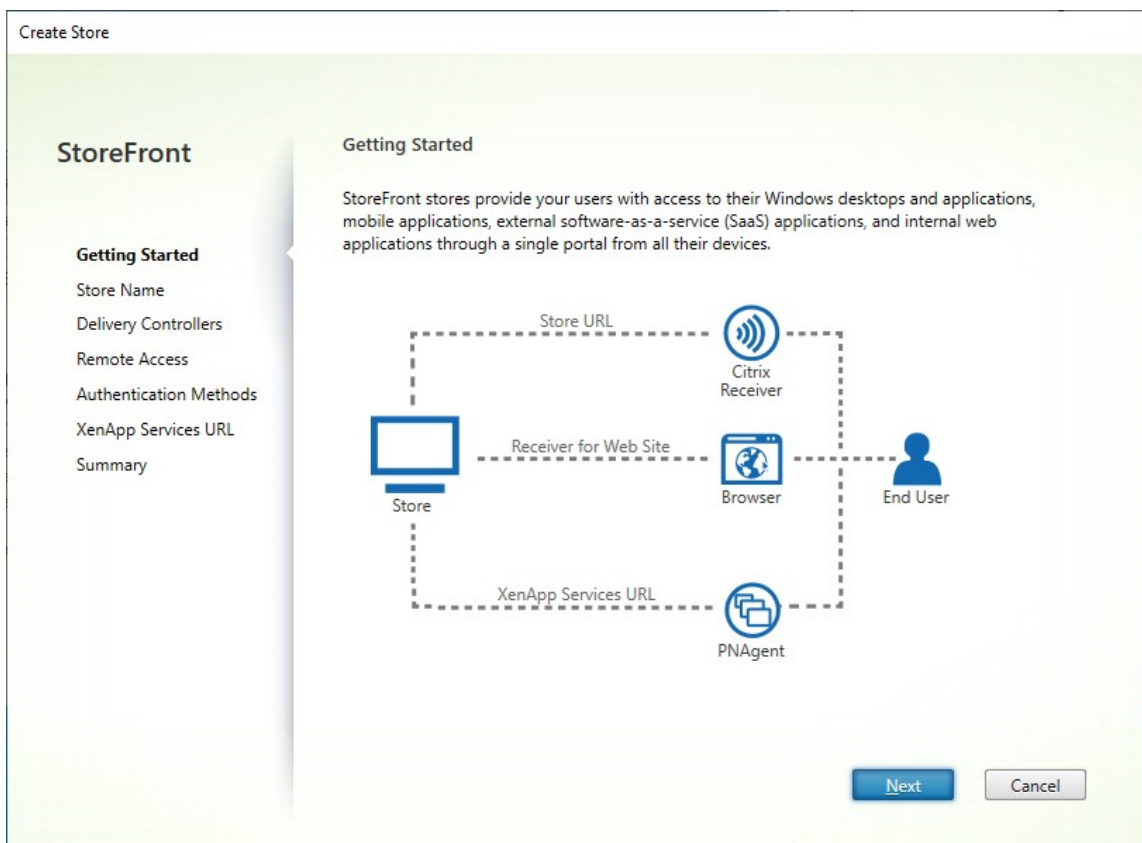 Create Store
StoreFront
Getting Started
Store Name
Delivery Controllers
Remote Access
Authentication Methods
XenApp Services URL
Summary
Getting Started
StoreFront stores provide your users with access to their Windows desktops and applications,
mobile applications, external software-as-a-service (SaaS) applications, and internal web
applications through a single portal from all their devices.
Store URL
Citrix
Receiver
Receiver for Web Site
Store
Browser
End User
XenApp Services URL
PNAgent
Next
Cancel